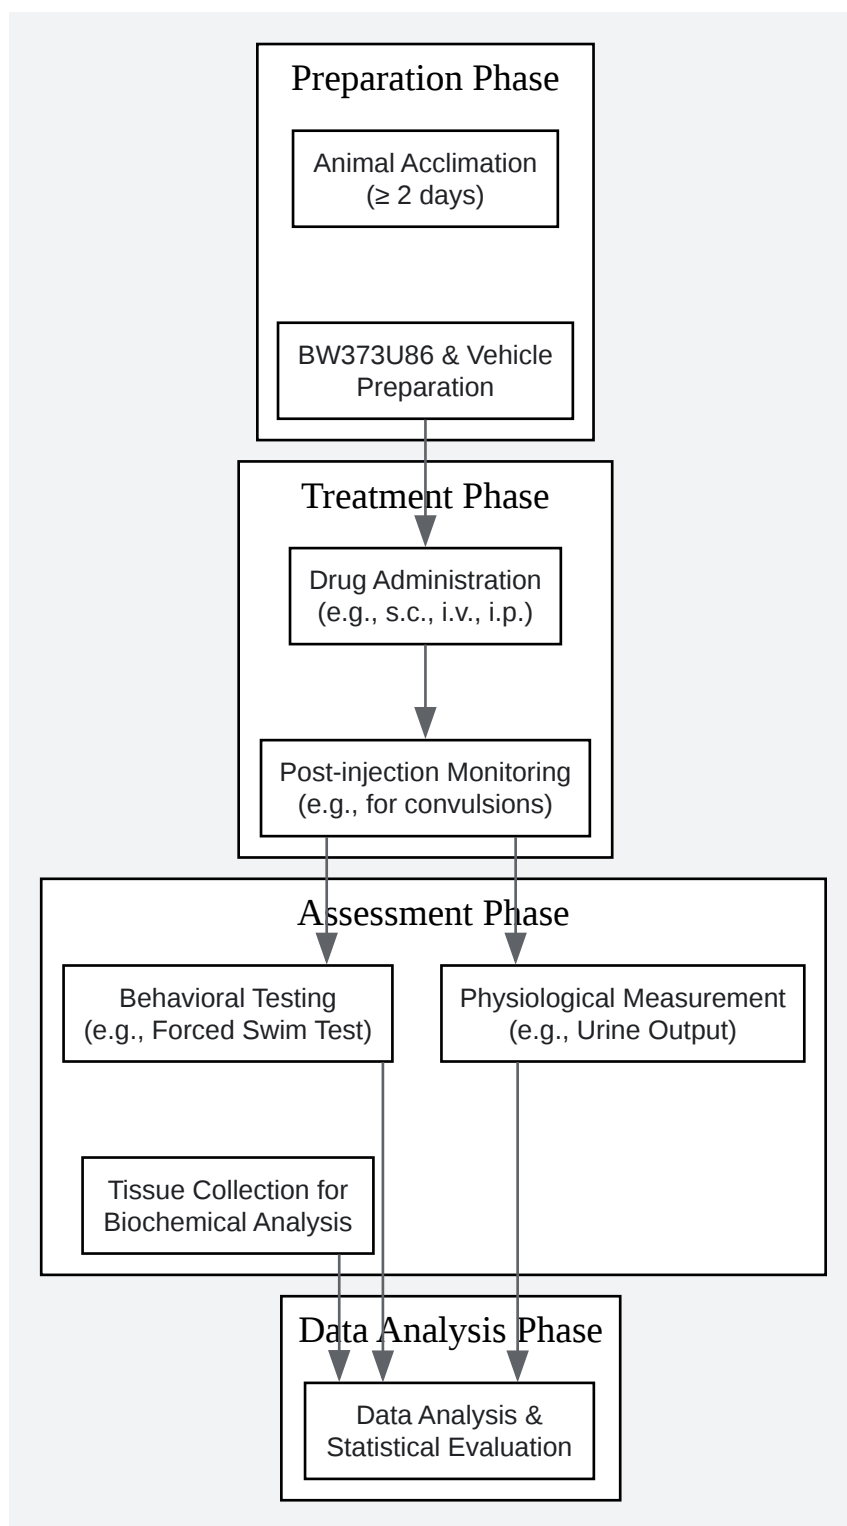 Preparation Phase
Animal Acclimation
(≥ 2 days)
BW373U86 & Vehicle
Preparation
Treatment Phase
Drug Administration
(e.g., s.c., i.v., i.p.)
Post-injection Monitoring
(e.g., for convulsions)
Assessment Phase
Behavioral Testing
(e.g., Forced Swim Test)
Physiological Measurement
(e.g., Urine Output)
Tissue Collection for
Biochemical Analysis
Data Analysis Phase
Data Analysis &
Statistical Evaluation